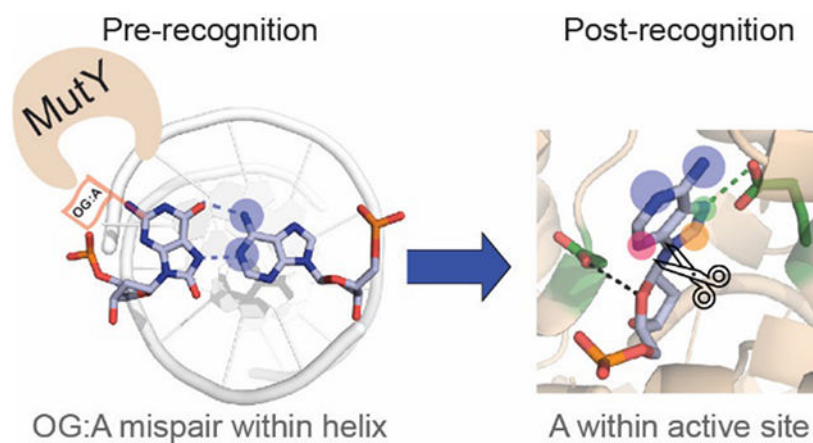 Pre-recognition
Post-recognition
MutY
OG:A
OG:A mispair within helix
A within active site